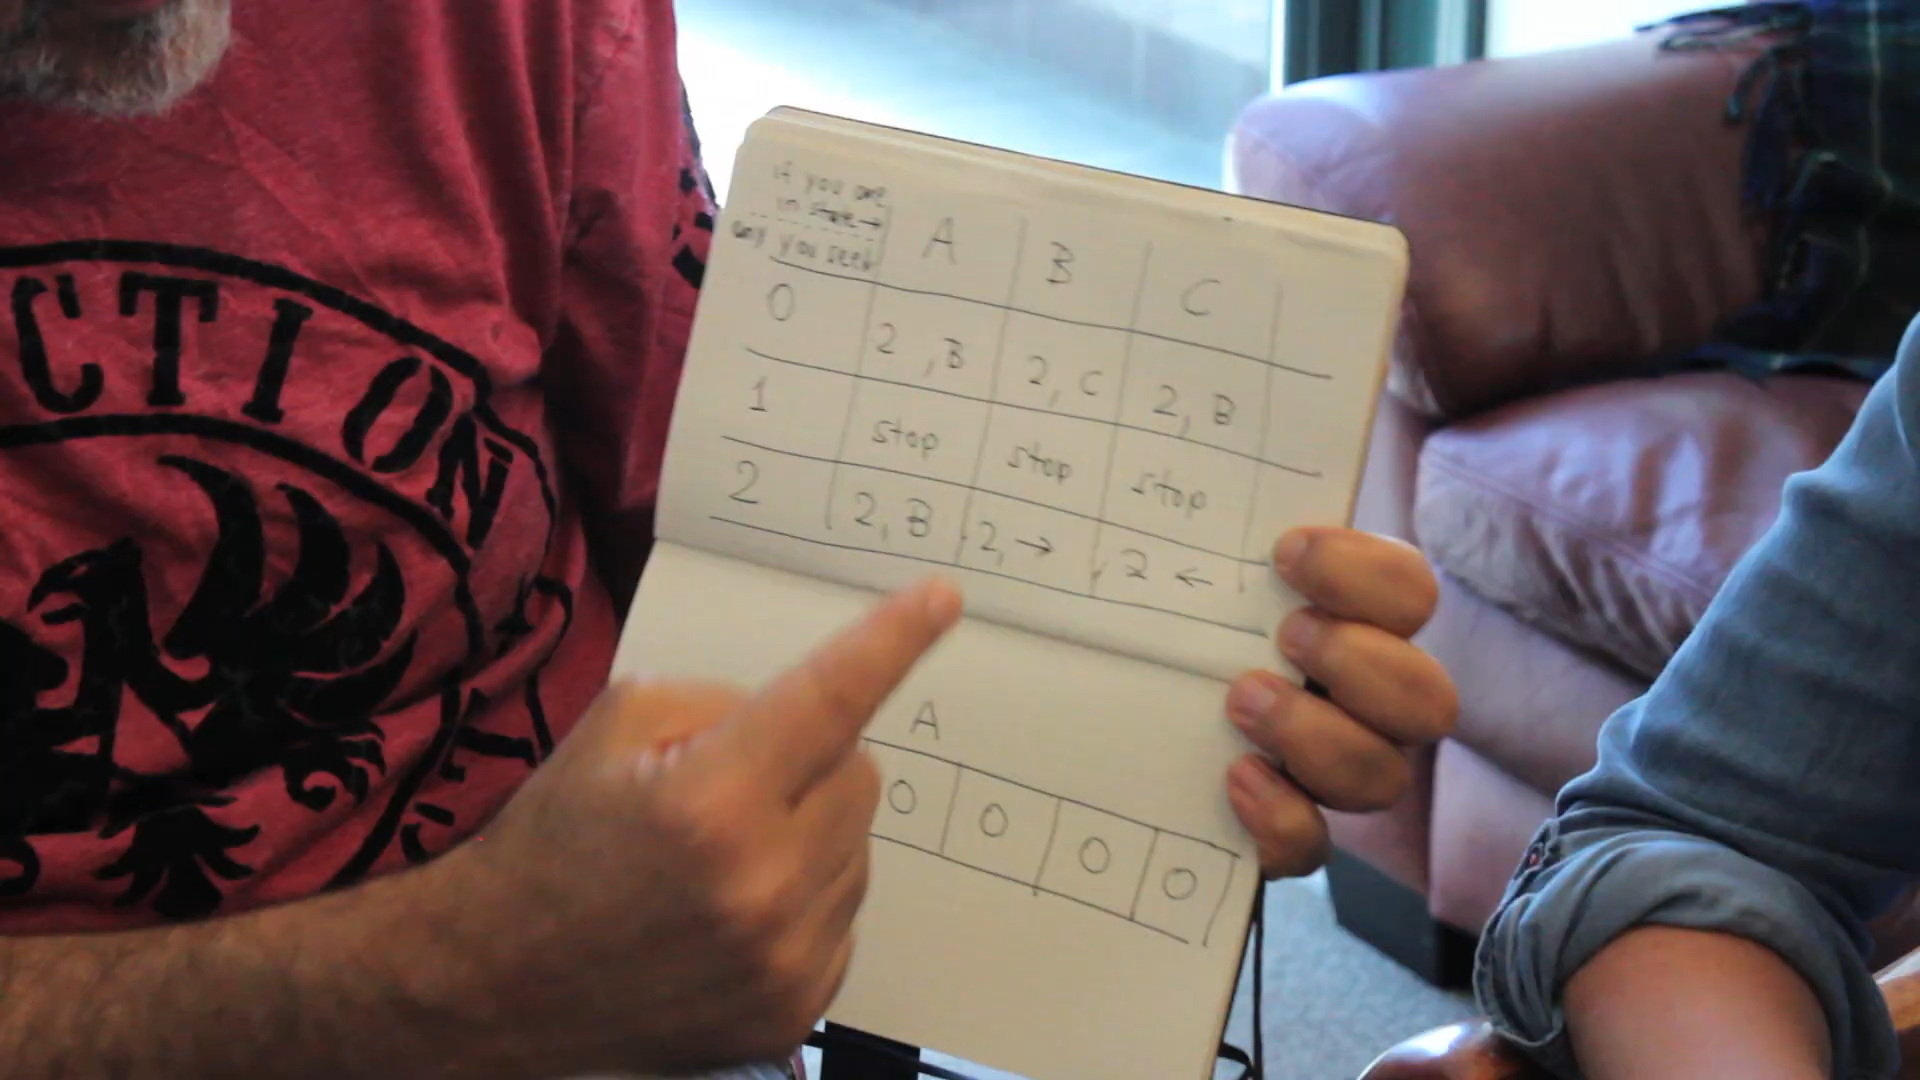 CTION
if you are
in state →
any you see
A B C
0 2, B 2, C 2, B
1 stop stop stop
2 2, B 2, → 2 ←
A
0 0 0 0